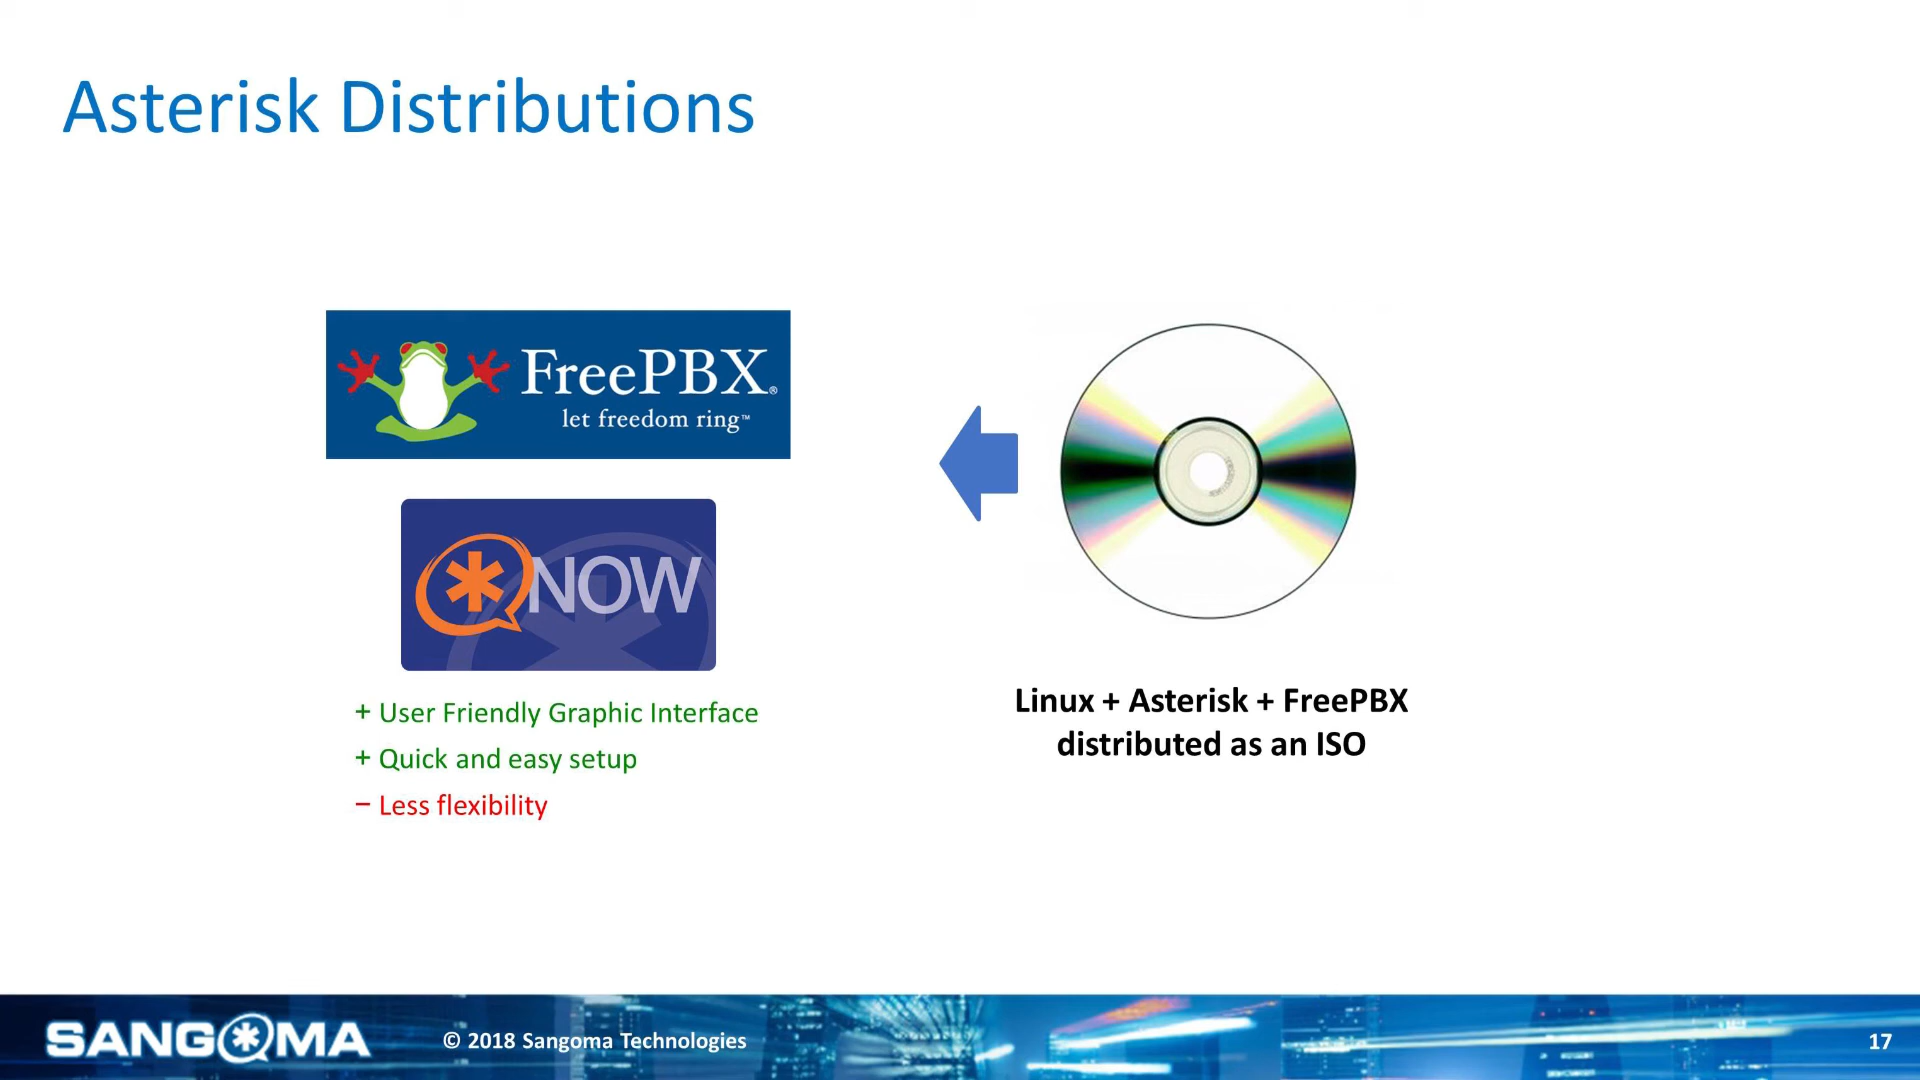 Asterisk Distributions
FreePBX®
let freedom ring™
NOW
+ User Friendly Graphic Interface
+ Quick and easy setup
− Less flexibility
Linux + Asterisk + FreePBX
distributed as an ISO
SANGOMA
© 2018 Sangoma Technologies
17